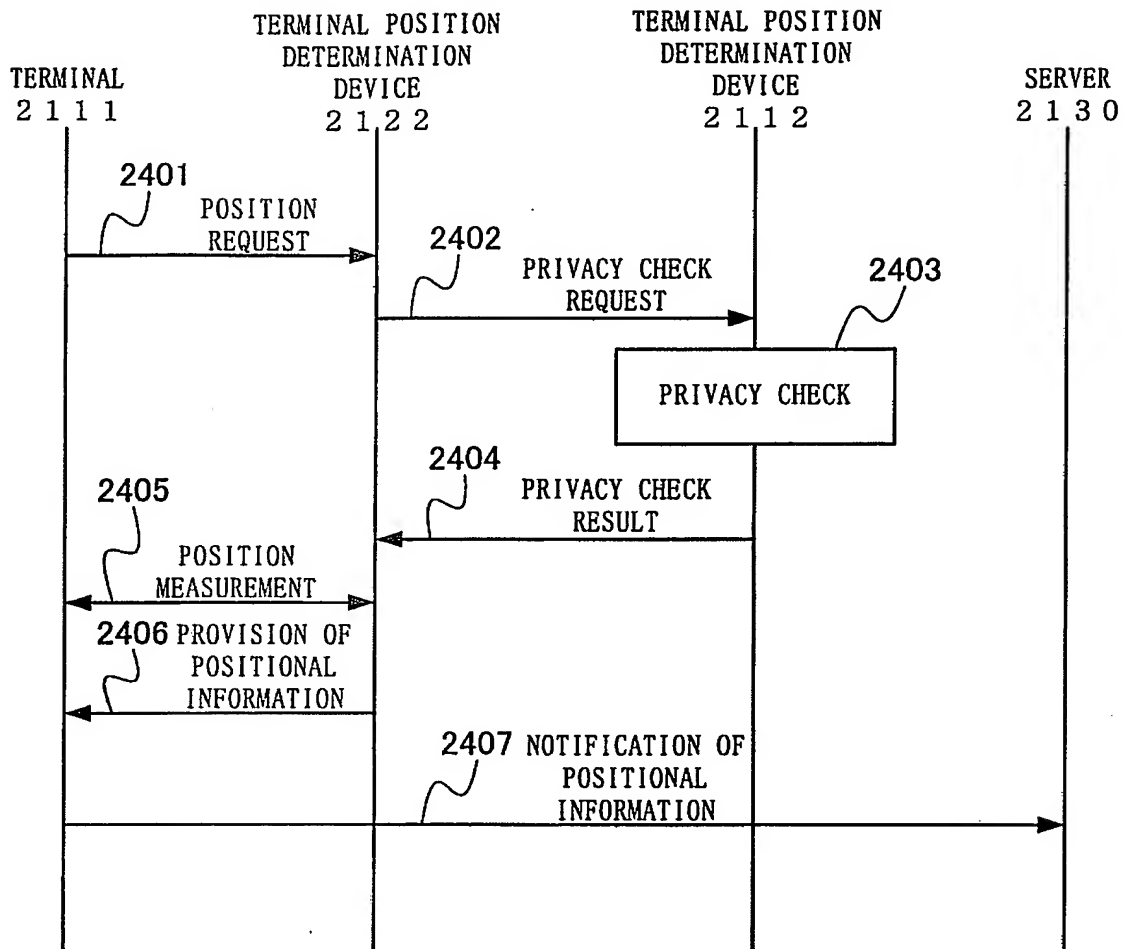 TERMINAL
2111
TERMINAL POSITION
DETERMINATION
DEVICE
2122
TERMINAL POSITION
DETERMINATION
DEVICE
2112
SERVER
2130
2401
POSITION
REQUEST
2402
PRIVACY CHECK
REQUEST
2403
PRIVACY CHECK
2404
PRIVACY CHECK
RESULT
2405
POSITION
MEASUREMENT
2406 PROVISION OF
POSITIONAL
INFORMATION
2407 NOTIFICATION OF
POSITIONAL
INFORMATION